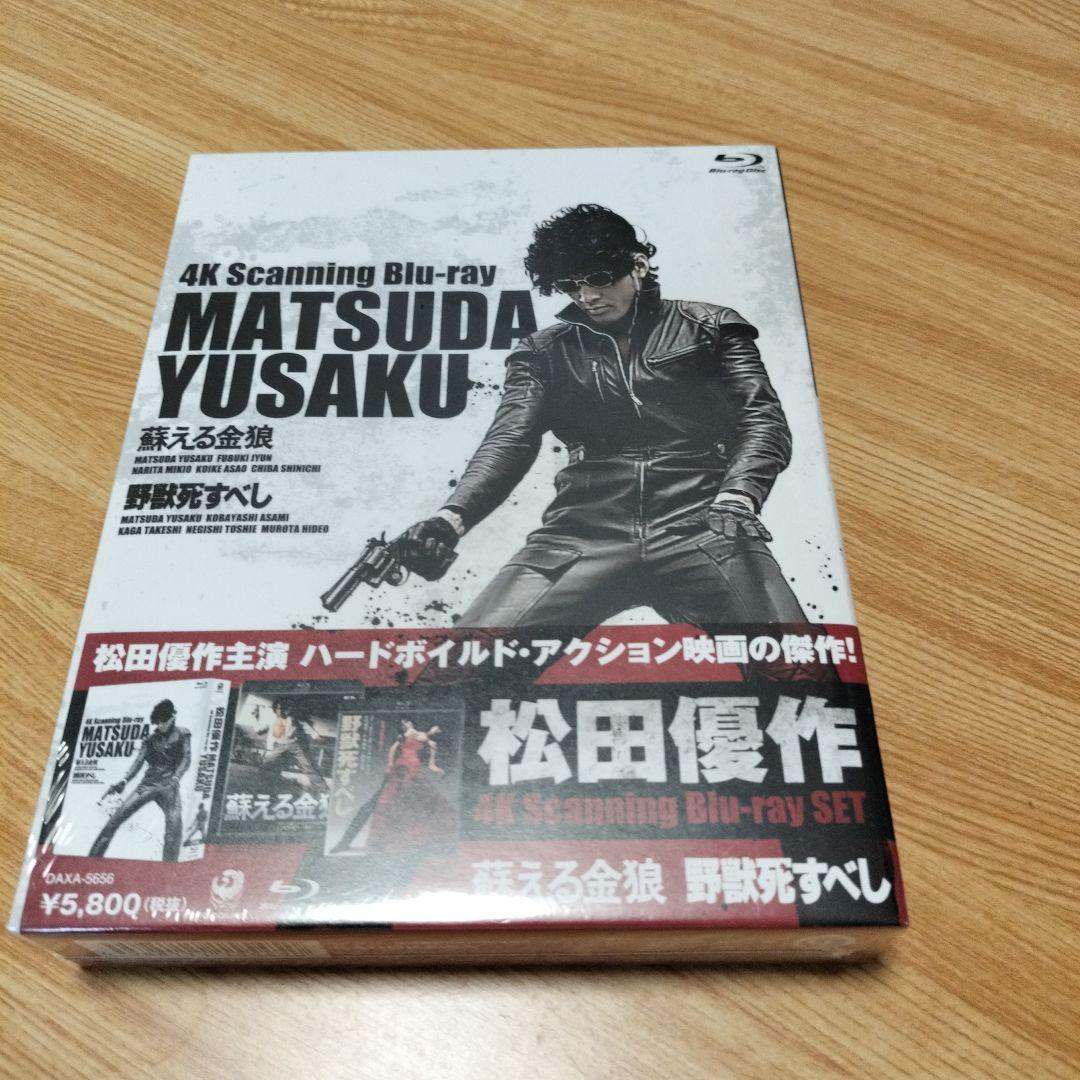 Blu-ray Disc
4K Scanning Blu-ray
MATSUDA
YUSAKU
蘇える金狼
MATSUDA YUSAKU FUBUKI JYUN
NARITA MIKIO KOIKE ASAO CHIBA SHINICHI
野獣死すべし
MATSUDA YUSAKU KOBAYASHI ASAMI
KAGA TAKESHI NEGISHI TOSHIE MUROTA HIDEO
松田優作主演 ハードボイルド・アクション映画の傑作!
4K Scanning Blu-ray
MATSUDA
YUSAKU
松田優作
蘇える金狼
野獣死すべし
松田優作
4K Scanning Blu-ray SET
蘇える金狼 野獣死すべし
DAXA-5656
¥5,800(税抜)